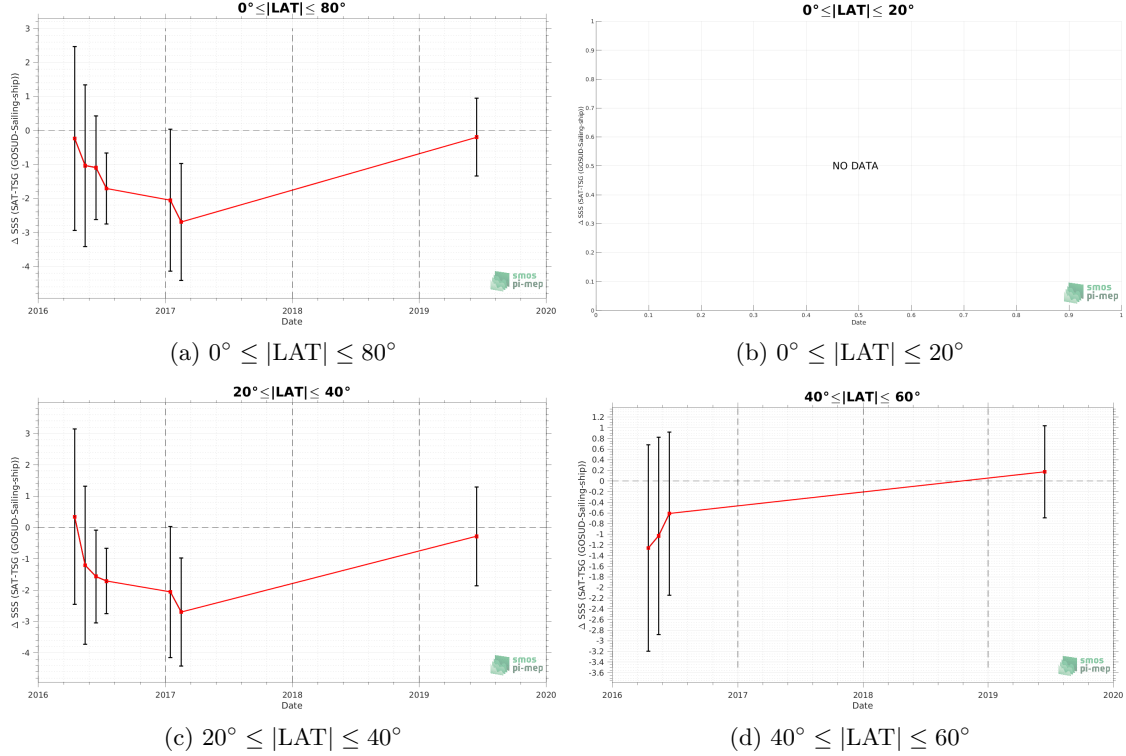 0°≤|LAT|≤ 80°
3
2
1
0
-1
-2
-3
-4
Δ SSS (SAT-TSG (GOSUD-Sailing-ship))
2016 2017 2018 2019 2020
Date
smos
pi-mep
(a) 0° ≤ |LAT| ≤ 80°
0°≤|LAT|≤ 20°
1
0.9
0.8
0.7
0.6
0.5
0.4
0.3
0.2
0.1
0
Δ SSS (SAT-TSG (GOSUD-Sailing-ship))
NO DATA
0 0.1 0.2 0.3 0.4 0.5 0.6 0.7 0.8 0.9 1
Date
smos
pi-mep
(b) 0° ≤ |LAT| ≤ 20°
20°≤|LAT|≤ 40°
3
2
1
0
-1
-2
-3
-4
Δ SSS (SAT-TSG (GOSUD-Sailing-ship))
2016 2017 2018 2019 2020
Date
smos
pi-mep
(c) 20° ≤ |LAT| ≤ 40°
40°≤|LAT|≤ 60°
1.2
1
0.8
0.6
0.4
0.2
0
-0.2
-0.4
-0.6
-0.8
-1
-1.2
-1.4
-1.6
-1.8
-2
-2.2
-2.4
-2.6
-2.8
-3
-3.2
-3.4
-3.6
Δ SSS (SAT-TSG (GOSUD-Sailing-ship))
2016 2017 2018 2019 2020
Date
smos
pi-mep
(d) 40° ≤ |LAT| ≤ 60°